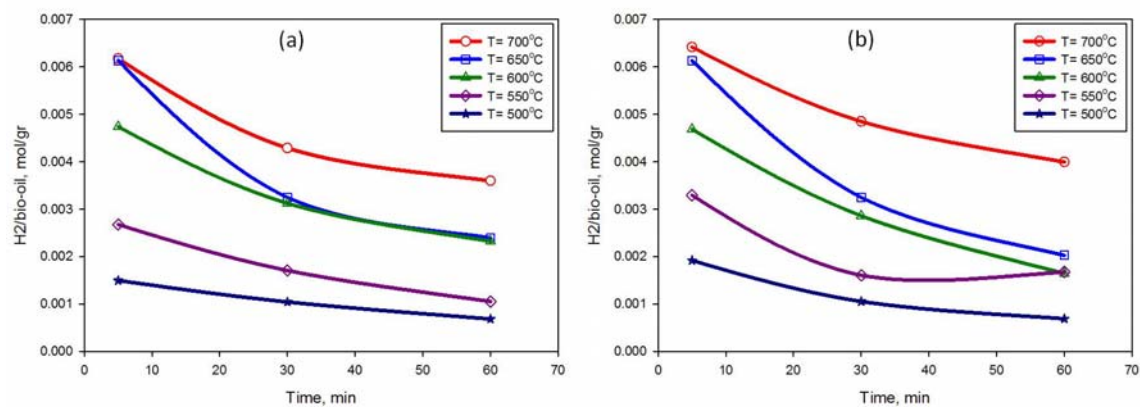 (a)
T= 700°C
T= 650°C
T= 600°C
T= 550°C
T= 500°C
0.007
0.006
0.005
0.004
0.003
0.002
0.001
0.000
H2/bio-oil, mol/gr
0 10 20 30 40 50 60 70
Time, min
(b)
T= 700°C
T= 650°C
T= 600°C
T= 550°C
T= 500°C
0.007
0.006
0.005
0.004
0.003
0.002
0.001
0.000
H2/bio-oil, mol/gr
0 10 20 30 40 50 60 70
Time, min